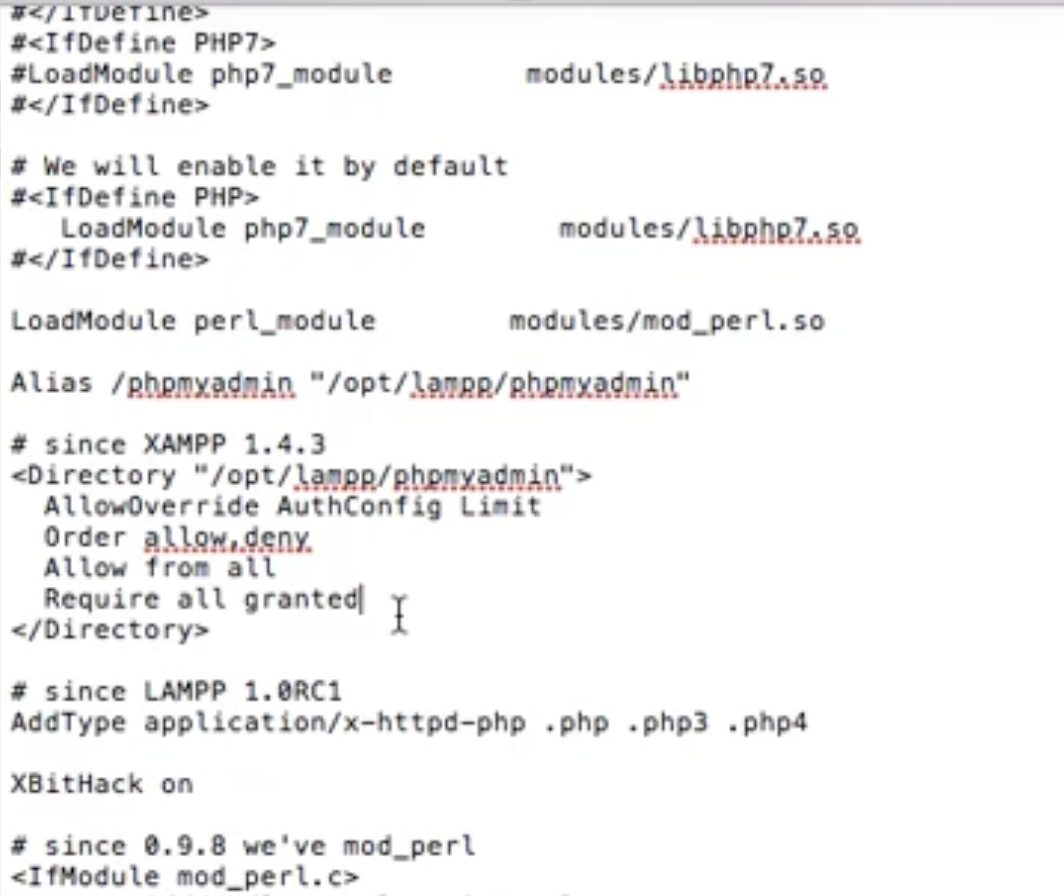 #</IfDefine>
#<IfDefine PHP7>
#LoadModule php7_module        modules/libphp7.so
#</IfDefine>
# We will enable it by default
#<IfDefine PHP>
   LoadModule php7_module        modules/libphp7.so
#</IfDefine>
LoadModule perl_module        modules/mod_perl.so
Alias /phpmyadmin "/opt/lampp/phpmyadmin"
# since XAMPP 1.4.3
<Directory "/opt/lampp/phpmyadmin">
  AllowOverride AuthConfig Limit
  Order allow,deny
  Allow from all
  Require all granted
</Directory>
# since LAMPP 1.0RC1
AddType application/x-httpd-php .php .php3 .php4
XBitHack on
# since 0.9.8 we've mod_perl
<IfModule mod_perl.c>